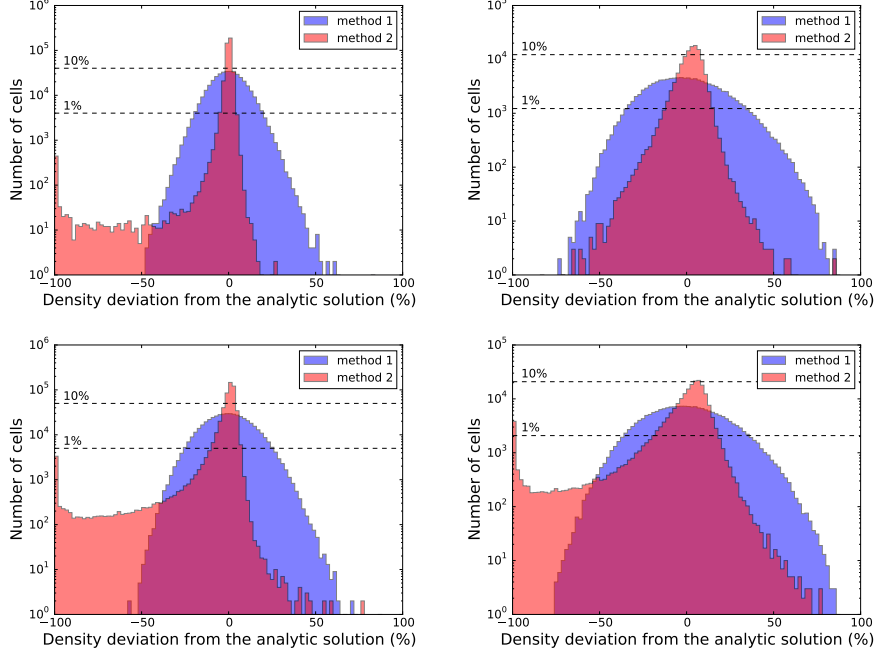 10^6
10^5
10^4
10^3
10^2
10^1
10^0
Number of cells
10%
1%
method 1
method 2
−100 −50 0 50 100
Density deviation from the analytic solution (%)
10^5
10^4
10^3
10^2
10^1
10^0
Number of cells
10%
1%
method 1
method 2
−100 −50 0 50 100
Density deviation from the analytic solution (%)
10^6
10^5
10^4
10^3
10^2
10^1
10^0
Number of cells
10%
1%
method 1
method 2
−100 −50 0 50 100
Density deviation from the analytic solution (%)
10^5
10^4
10^3
10^2
10^1
10^0
Number of cells
10%
1%
method 1
method 2
−100 −50 0 50 100
Density deviation from the analytic solution (%)